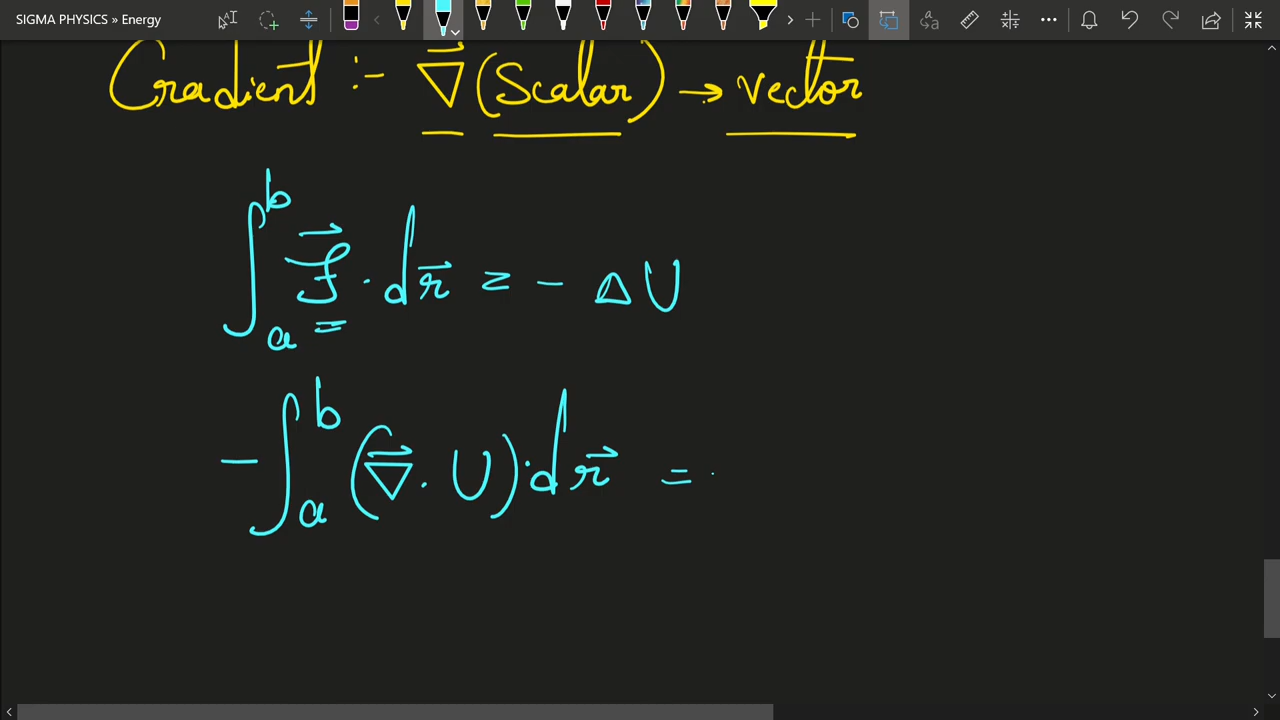 SIGMA PHYSICS » Energy
Gradient :- ∇⃗ (Scalar) → vector
∫ₐᵇ f⃗ · dr⃗ = - ΔU
- ∫ₐᵇ (∇⃗ . U) · dr⃗ = .